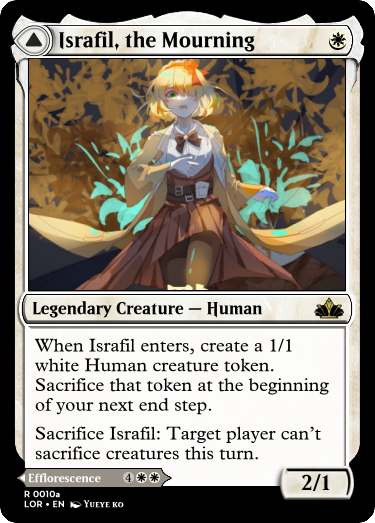 Israfil, the Mourning
Legendary Creature — Human
When Israfil enters, create a 1/1
white Human creature token.
Sacrifice that token at the beginning
of your next end step.
Sacrifice Israfil: Target player can't
sacrifice creatures this turn.
Efflorescence 4
2/1
R 0010a
LOR • EN Yueye ko